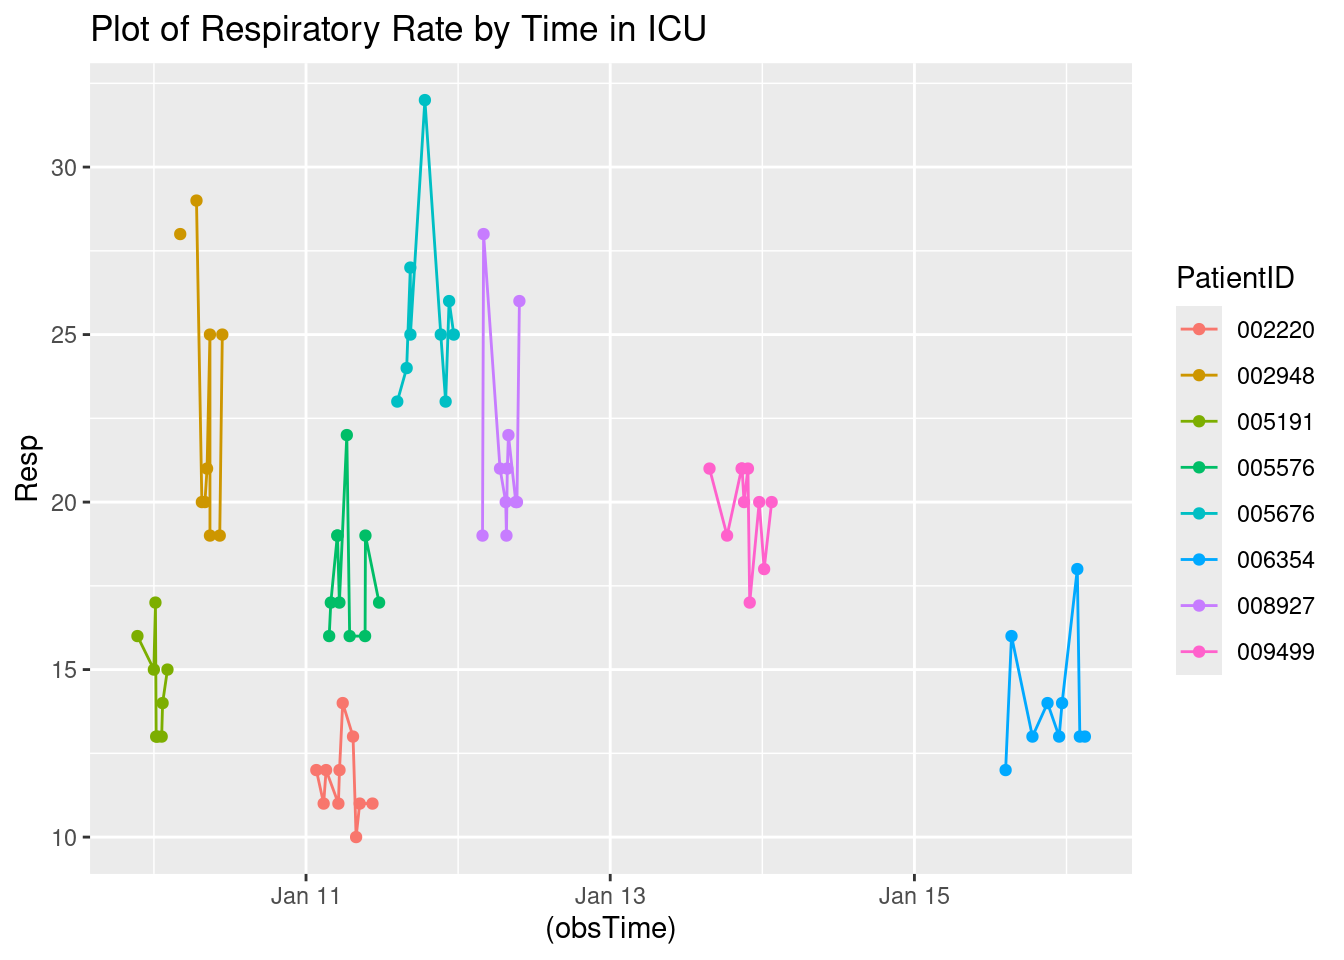 Plot of Respiratory Rate by Time in ICU
30
25
20
15
10
Resp
Jan 11
Jan 13
Jan 15
(obsTime)
PatientID
002220
002948
005191
005576
005676
006354
008927
009499